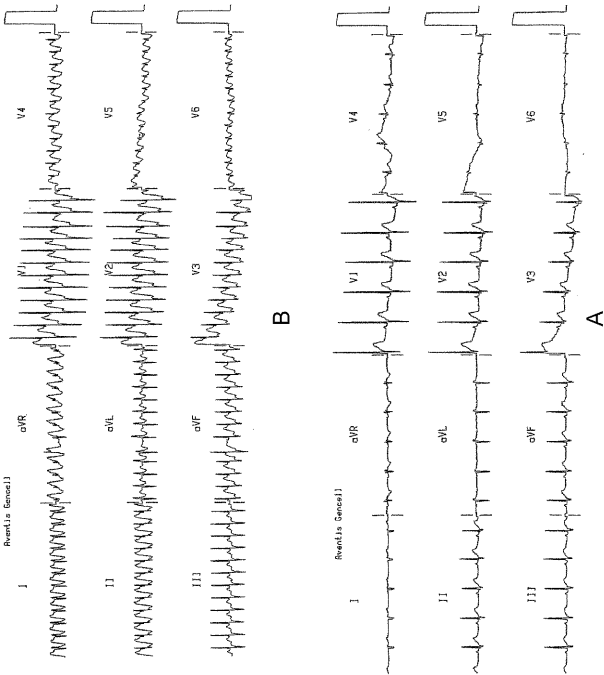 Aventis Gencell
I aVR V1 V4
II aVL V2 V5
III aVF V3 V6
B
Aventis Gencell
I aVR V1 V4
II aVL V2 V5
III aVF V3 V6
A